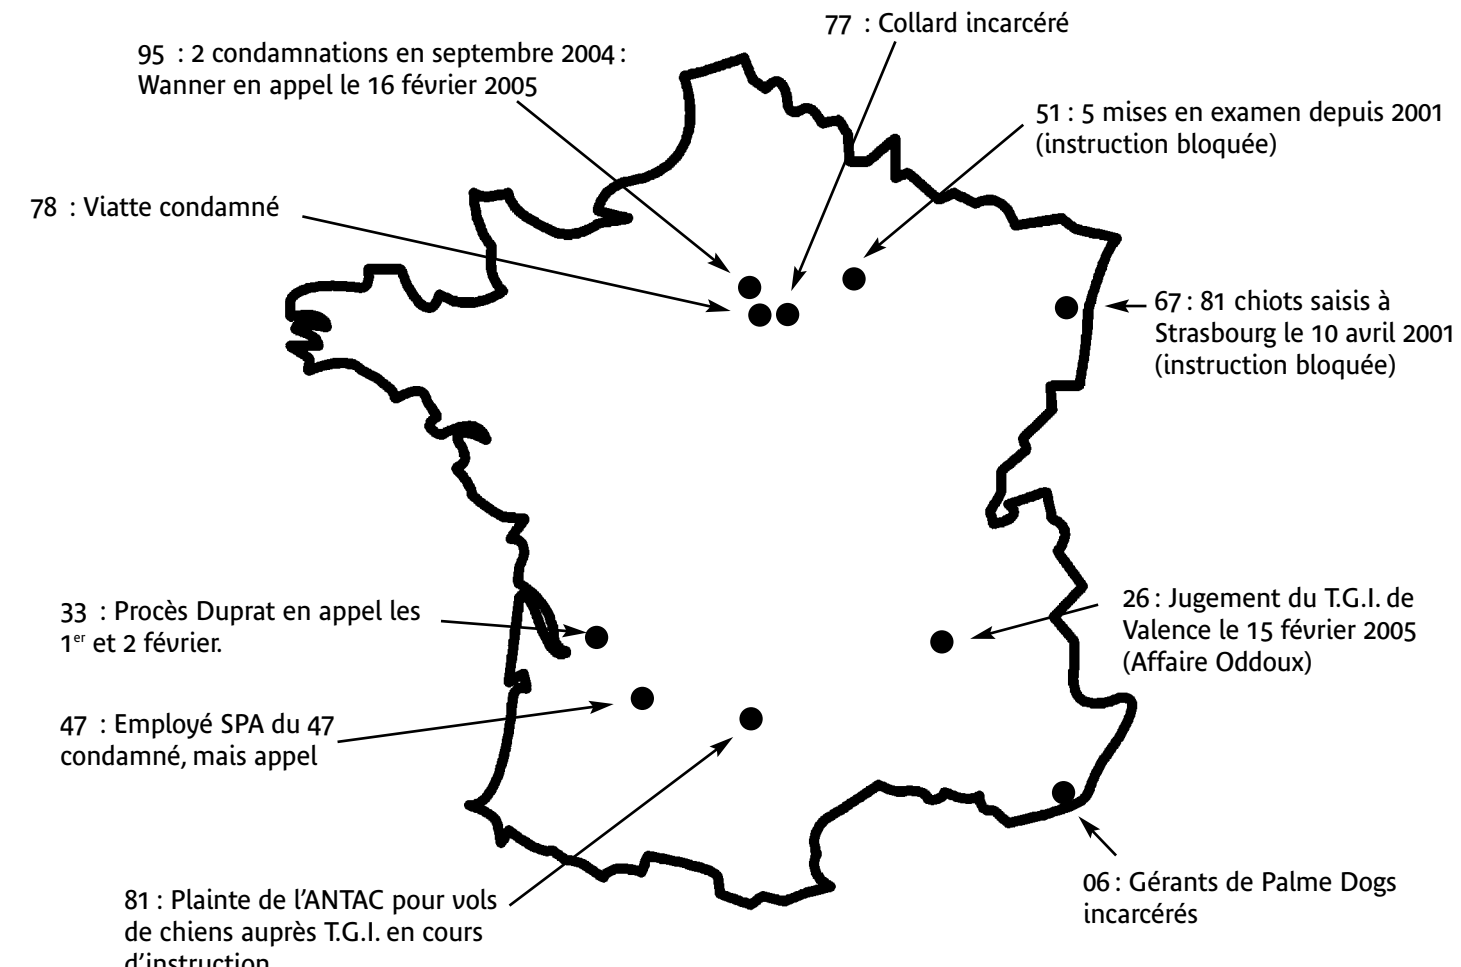 77 : Collard incarcéré
95 : 2 condamnations en septembre 2004 :
Wanner en appel le 16 février 2005
51 : 5 mises en examen depuis 2001
(instruction bloquée)
78 : Viatte condamné
67 : 81 chiots saisis à
Strasbourg le 10 avril 2001
(instruction bloquée)
33 : Procès Duprat en appel les
1er et 2 février.
26 : Jugement du T.G.I. de
Valence le 15 février 2005
(Affaire Oddoux)
47 : Employé SPA du 47
condamné, mais appel
06 : Gérants de Palme Dogs
incarcérés
81 : Plainte de l'ANTAC pour vols
de chiens auprès T.G.I. en cours
d'instruction